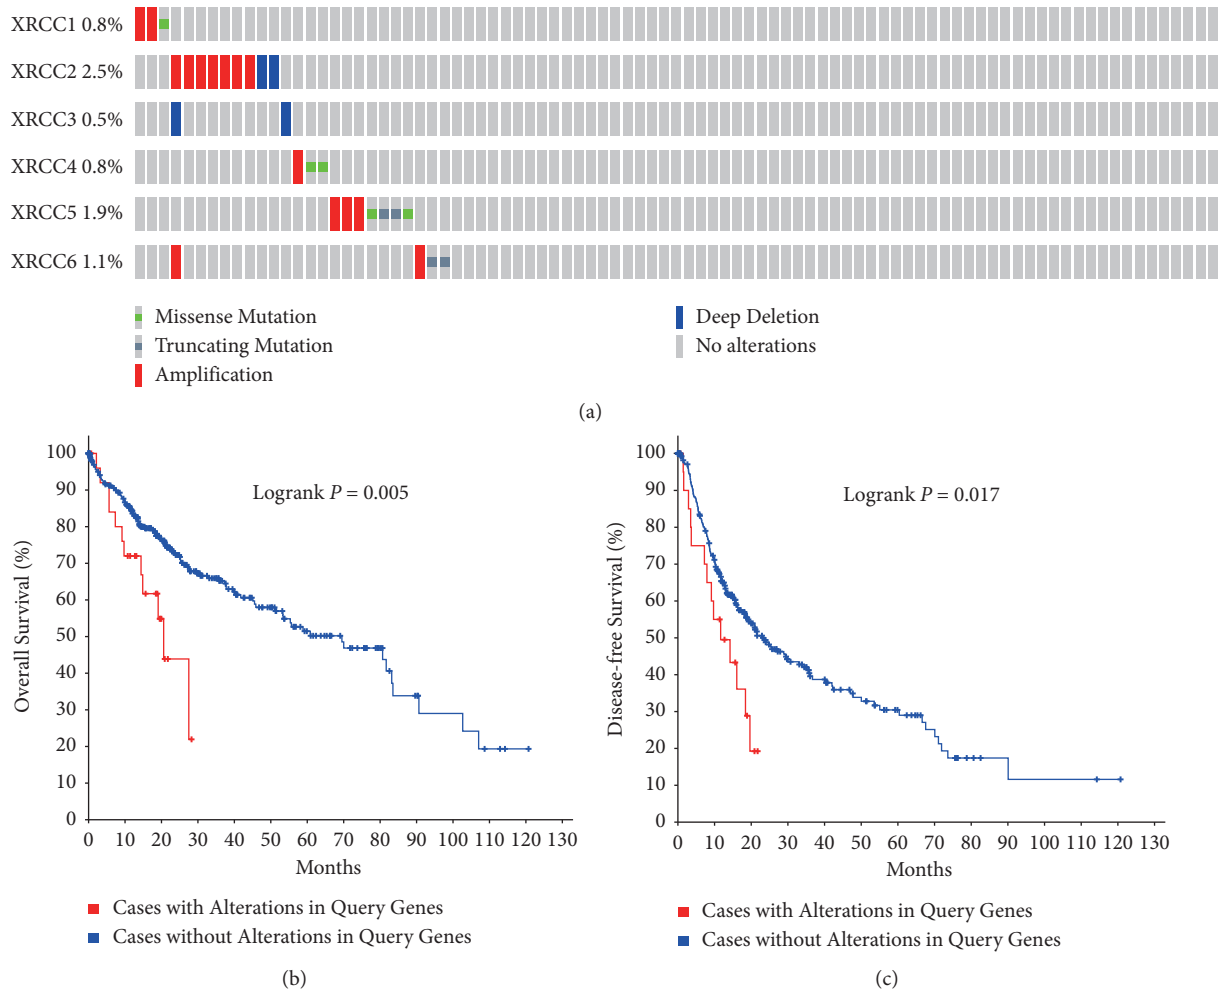 XRCC1 0.8%
XRCC2 2.5%
XRCC3 0.5%
XRCC4 0.8%
XRCC5 1.9%
XRCC6 1.1%
Missense Mutation
Truncating Mutation
Amplification
Deep Deletion
No alterations
(a)
Overall Survival (%)
100
90
80
70
60
50
40
30
20
10
0
Logrank P = 0.005
0 10 20 30 40 50 60 70 80 90 100 110 120 130
Months
Cases with Alterations in Query Genes
Cases without Alterations in Query Genes
(b)
Disease-free Survival (%)
100
90
80
70
60
50
40
30
20
10
0
Logrank P = 0.017
0 10 20 30 40 50 60 70 80 90 100 110 120 130
Months
Cases with Alterations in Query Genes
Cases without Alterations in Query Genes
(c)